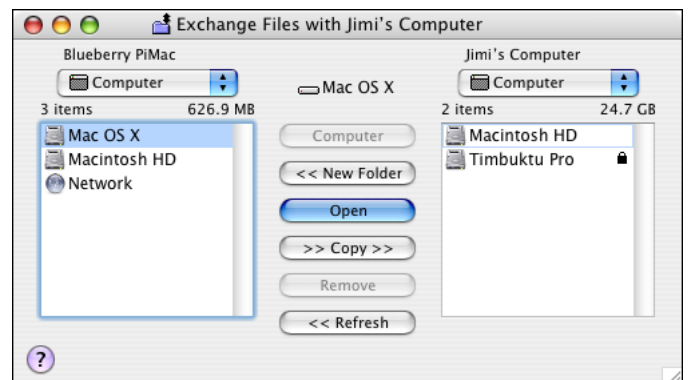 Exchange Files with Jimi's Computer
Blueberry PiMac
Computer
3 items 626.9 MB
Mac OS X
Macintosh HD
Network
Mac OS X
Computer
<< New Folder
Open
>> Copy >>
Remove
<< Refresh
Jimi's Computer
Computer
2 items 24.7 GB
Macintosh HD
Timbuktu Pro
?